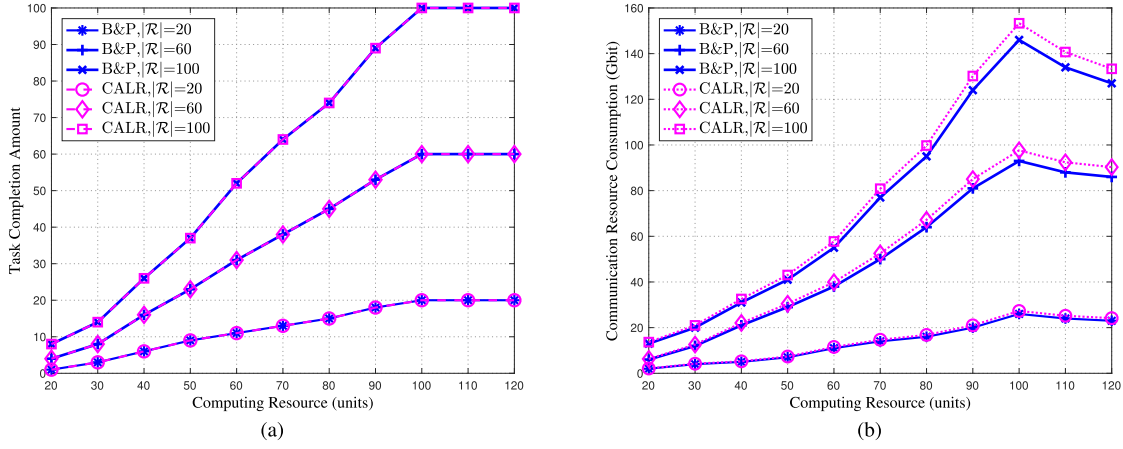 100
90
80
70
60
50
40
30
20
10
0
Task Completion Amount
B&P,|ℛ|=20
B&P,|ℛ|=60
B&P,|ℛ|=100
CALR,|ℛ|=20
CALR,|ℛ|=60
CALR,|ℛ|=100
20 30 40 50 60 70 80 90 100 110 120
Computing Resource (units)
(a)
160
140
120
100
80
60
40
20
0
Communication Resource Consumption (Gbit)
B&P,|ℛ|=20
B&P,|ℛ|=60
B&P,|ℛ|=100
CALR,|ℛ|=20
CALR,|ℛ|=60
CALR,|ℛ|=100
20 30 40 50 60 70 80 90 100 110 120
Computing Resource (units)
(b)